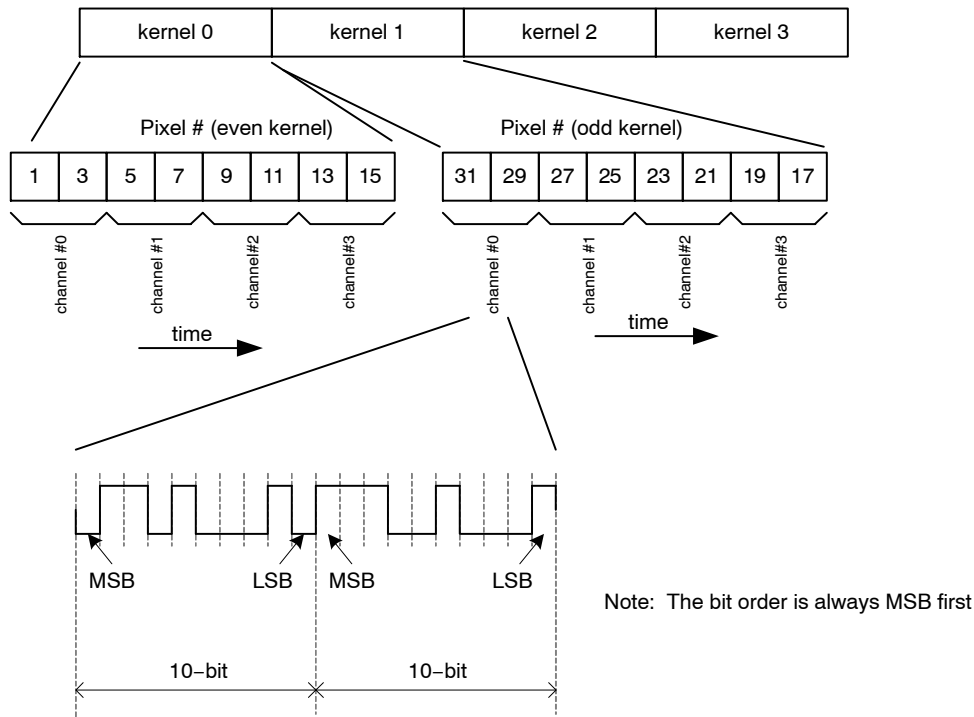 kernel 0 kernel 1 kernel 2 kernel 3
Pixel # (even kernel) Pixel # (odd kernel)
1 3 5 7 9 11 13 15 31 29 27 25 23 21 19 17
channel #0 channel #1 channel#2 channel#3 channel #0 channel #1 channel#2 channel#3
time time
MSB LSB MSB LSB
Note: The bit order is always MSB first
10−bit 10−bit